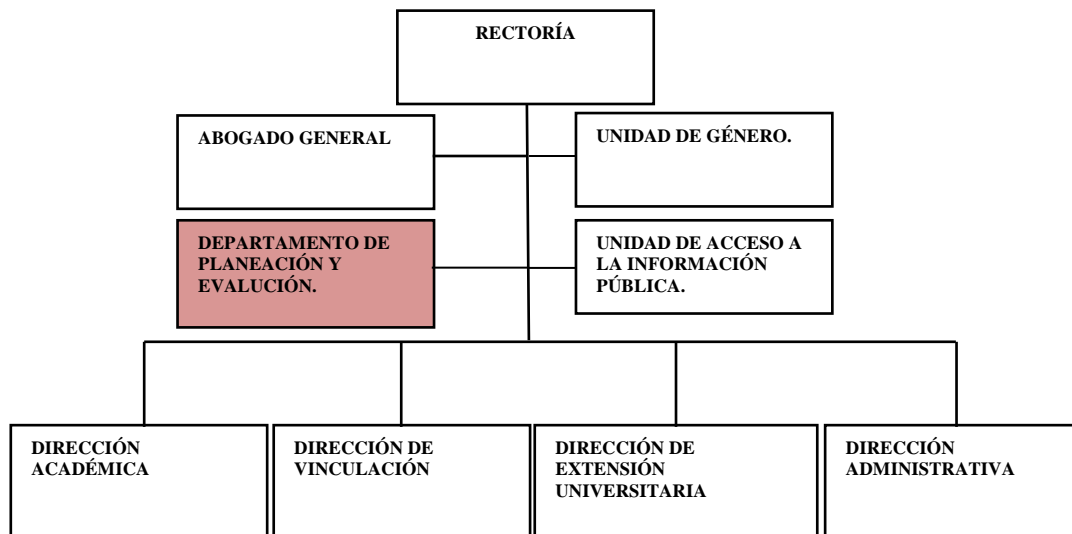 RECTORÍA
ABOGADO GENERAL
UNIDAD DE GÉNERO.
DEPARTAMENTO DE
PLANEACIÓN Y
EVALUCIÓN.
UNIDAD DE ACCESO A
LA INFORMACIÓN
PÚBLICA.
DIRECCIÓN
ACADÉMICA
DIRECCIÓN DE
VINCULACIÓN
DIRECCIÓN DE
EXTENSIÓN
UNIVERSITARIA
DIRECCIÓN
ADMINISTRATIVA